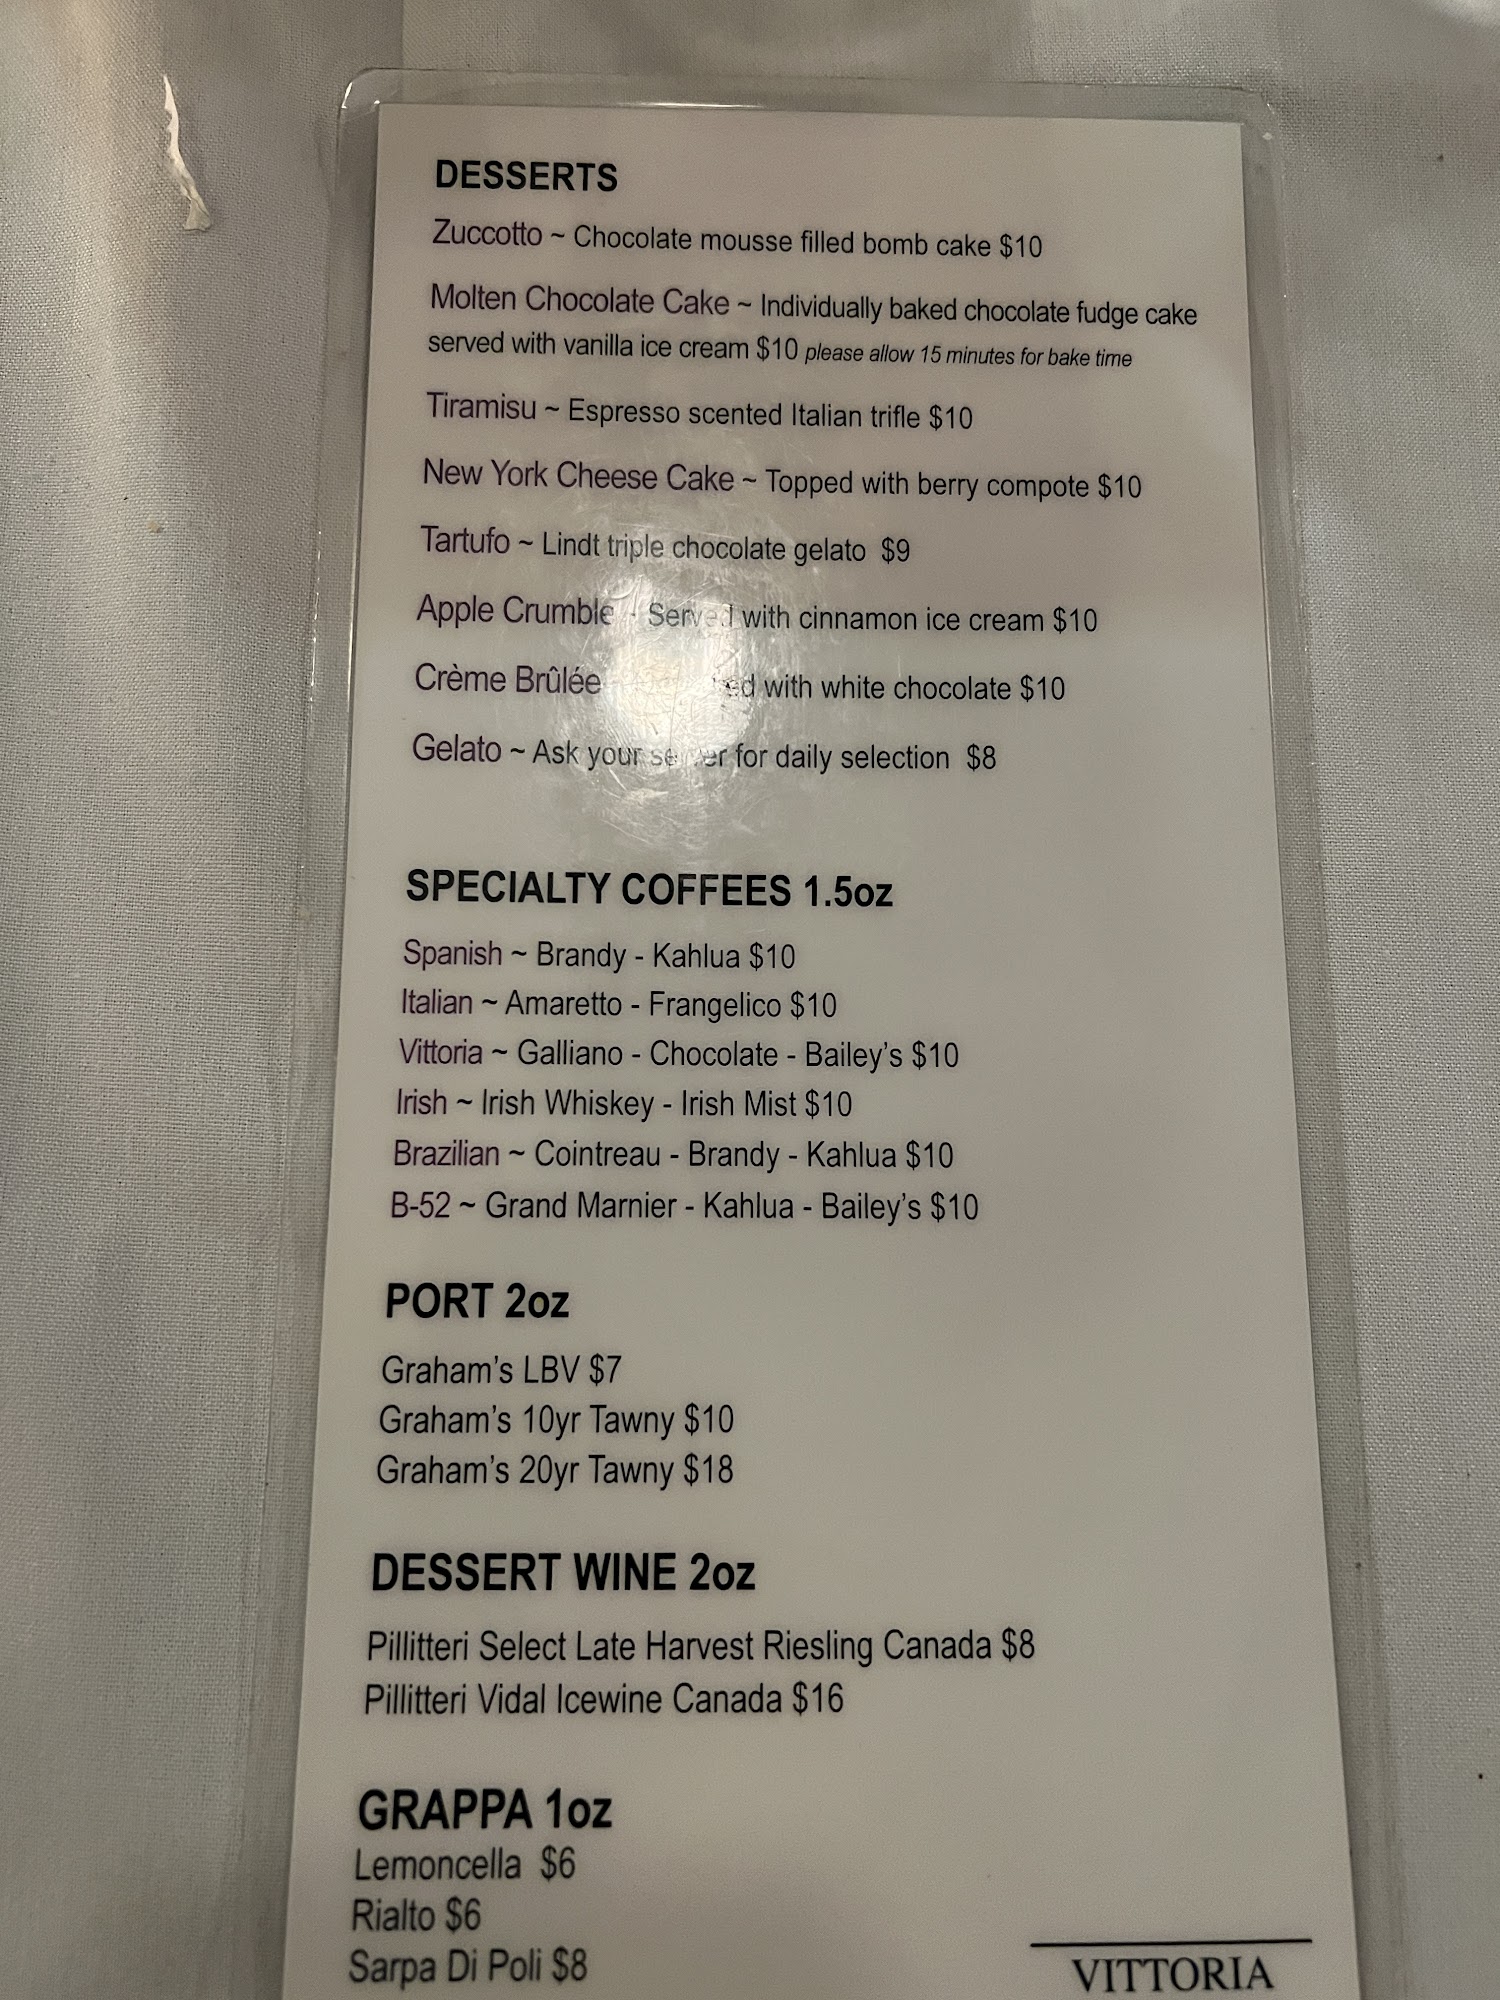 DESSERTS
Zuccotto ~ Chocolate mousse filled bomb cake $10
Molten Chocolate Cake ~ Individually baked chocolate fudge cake
served with vanilla ice cream $10 please allow 15 minutes for bake time
Tiramisu ~ Espresso scented Italian trifle $10
New York Cheese Cake ~ Topped with berry compote $10
Tartufo ~ Lindt triple chocolate gelato $9
Apple Crumble ~ Served with cinnamon ice cream $10
Crème Brûlée with white chocolate $10
Gelato ~ Ask your server for daily selection $8
SPECIALTY COFFEES 1.5oz
Spanish ~ Brandy - Kahlua $10
Italian ~ Amaretto - Frangelico $10
Vittoria ~ Galliano - Chocolate - Bailey's $10
Irish ~ Irish Whiskey - Irish Mist $10
Brazilian ~ Cointreau - Brandy - Kahlua $10
B-52 ~ Grand Marnier - Kahlua - Bailey's $10
PORT 2oz
Graham's LBV $7
Graham's 10yr Tawny $10
Graham's 20yr Tawny $18
DESSERT WINE 2oz
Pillitteri Select Late Harvest Riesling Canada $8
Pillitteri Vidal Icewine Canada $16
GRAPPA 1oz
Lemoncella $6
Rialto $6
Sarpa Di Poli $8
VITTORIA